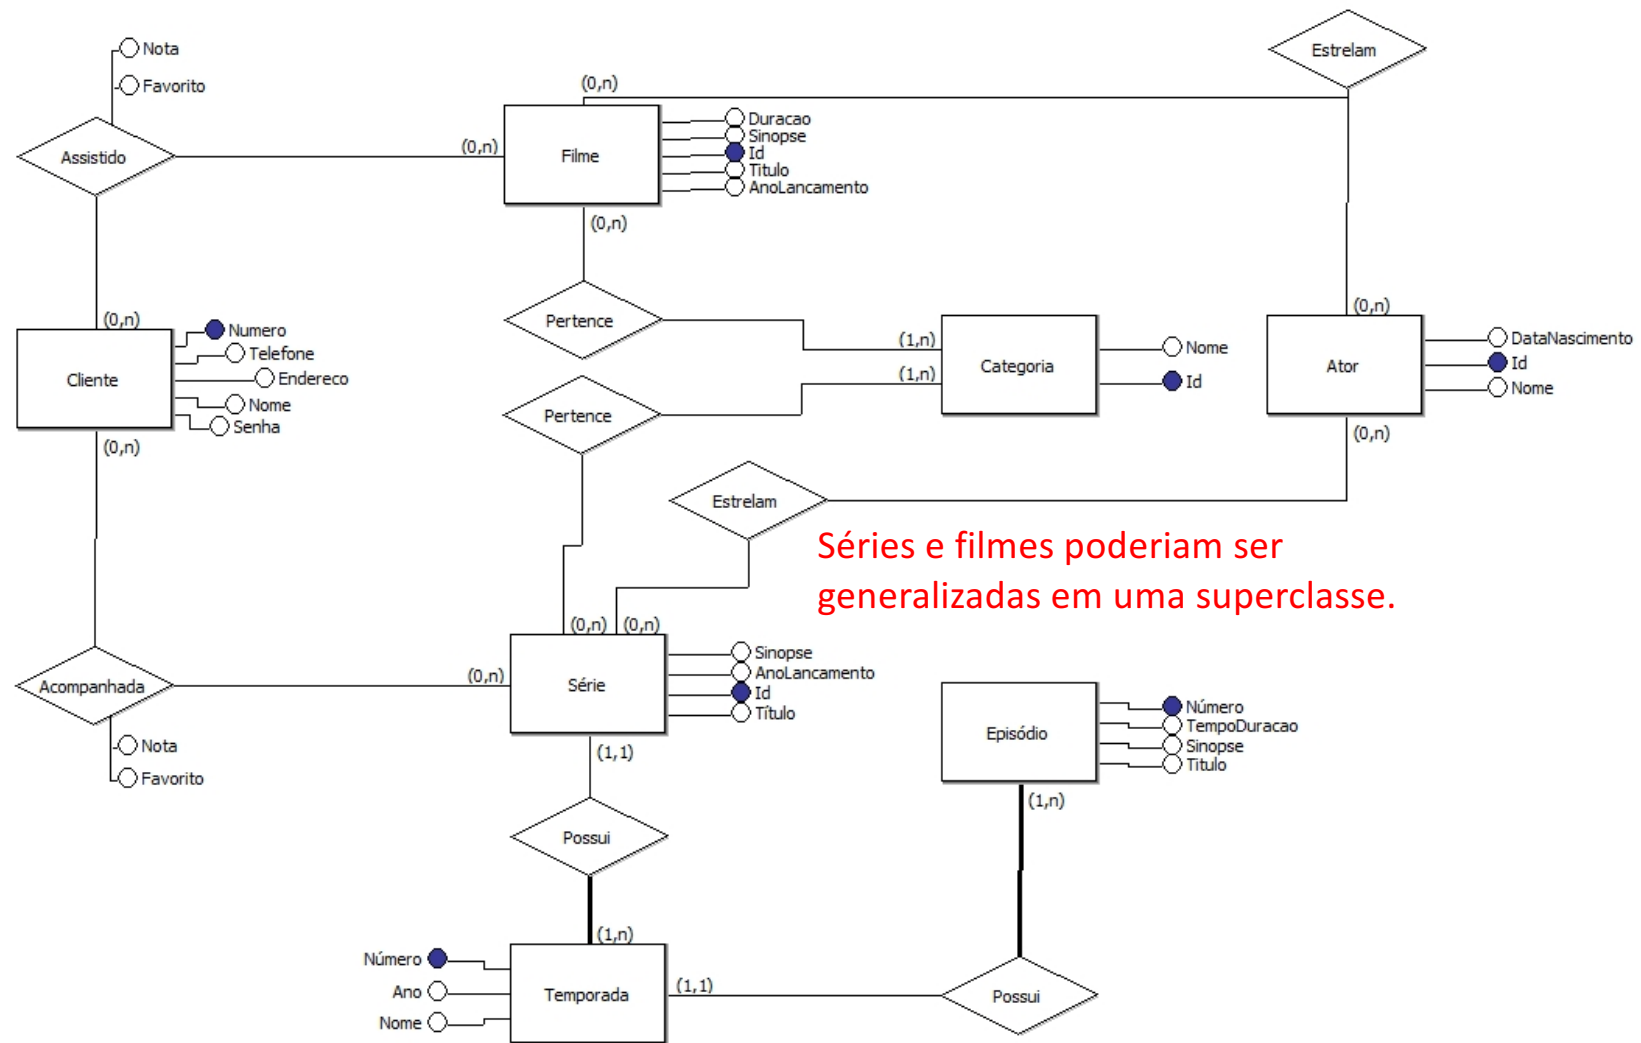 Nota
Favorito
Estrelam
(0,n)
Assistido
(0,n)
Filme
Duracao
Sinopse
Id
Titulo
AnoLancamento
(0,n)
Pertence
(0,n)
Cliente
Numero
Telefone
Endereco
Nome
Senha
(0,n)
(1,n)
(1,n)
Categoria
Nome
Id
(0,n)
Ator
DataNascimento
Id
Nome
(0,n)
Pertence
Estrelam
Séries e filmes poderiam ser
generalizadas em uma superclasse.
(0,n)
(0,n)
Acompanhada
(0,n)
Série
Sinopse
AnoLancamento
Id
Título
Nota
Favorito
(1,1)
Episódio
Número
TempoDuracao
Sinopse
Titulo
(1,n)
Possui
(1,n)
Número
Ano
Nome
Temporada
(1,1)
Possui